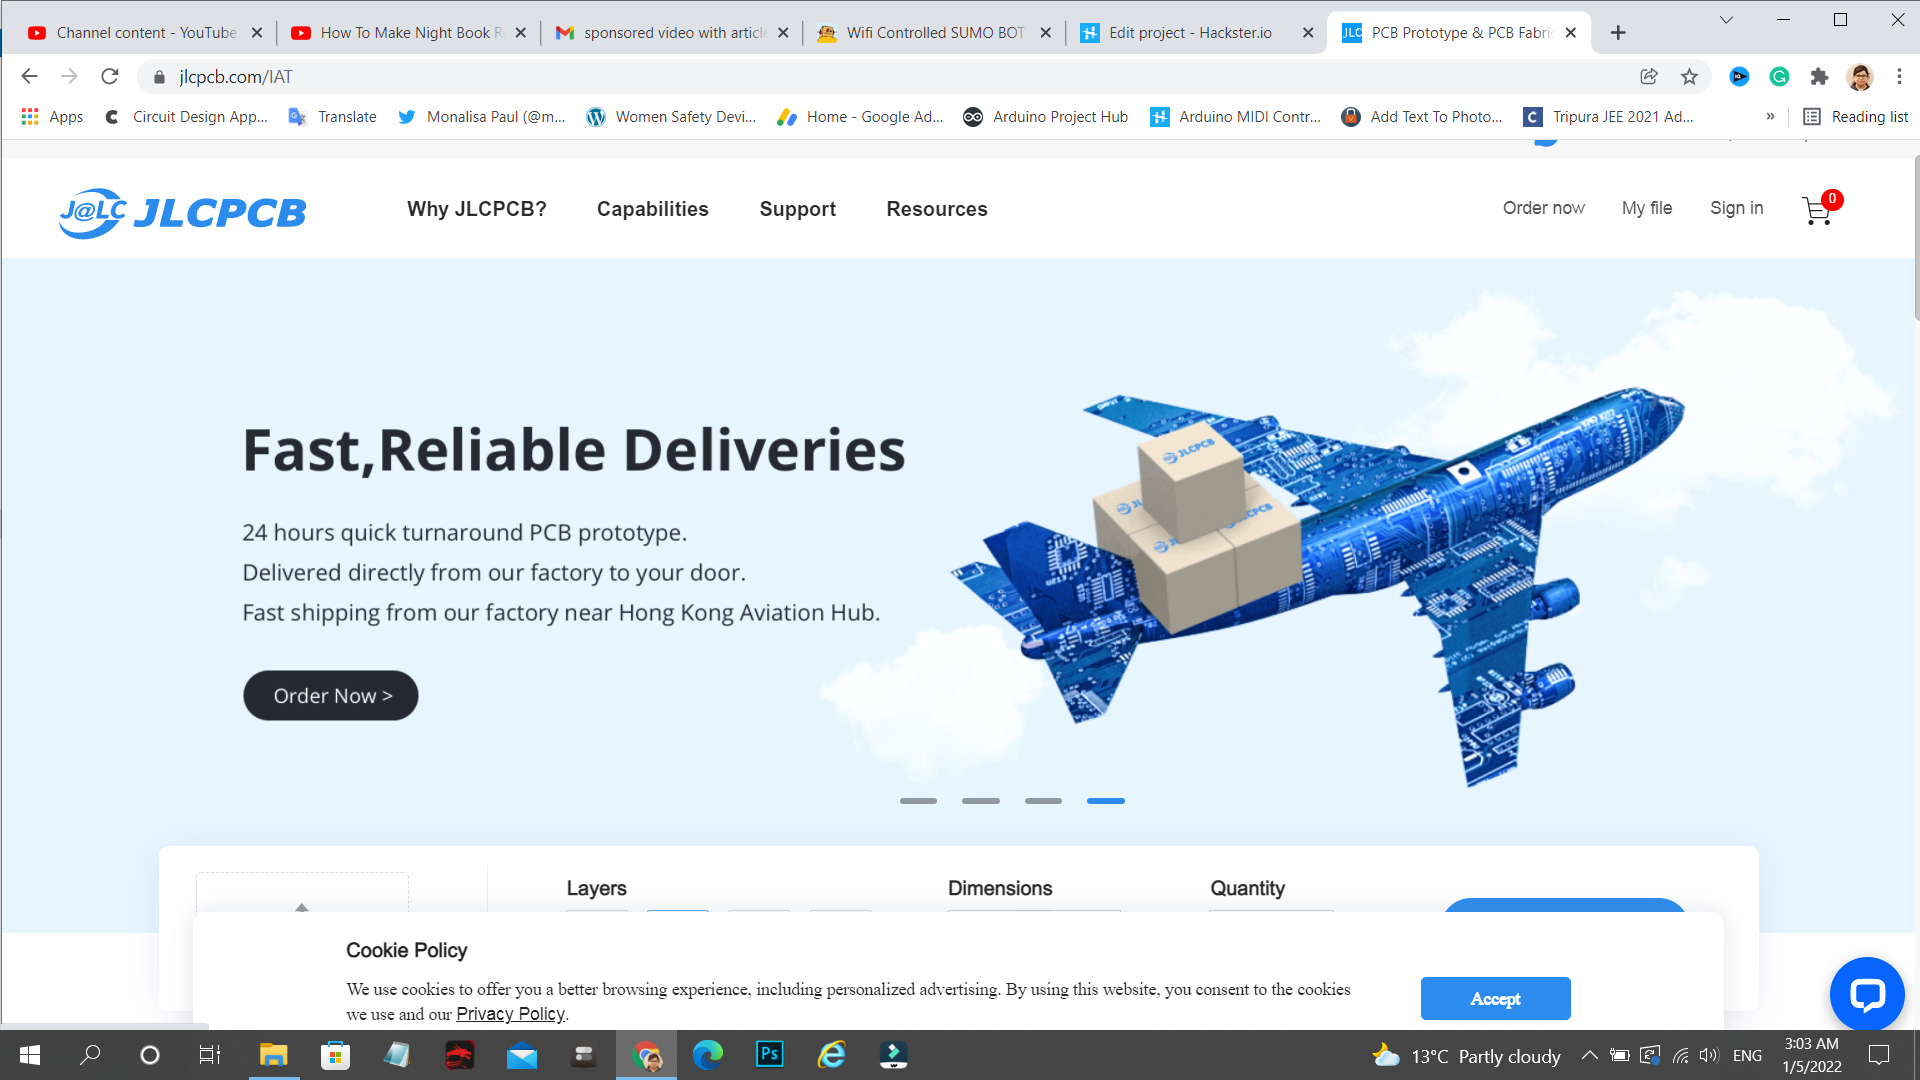 Channel content - YouTube
How To Make Night Book R
sponsored video with article
Wifi Controlled SUMO BOT
Edit project - Hackster.io
JLC PCB Prototype & PCB Fabric
jlcpcb.com/IAT
Apps
Circuit Design App...
Translate
Monalisa Paul (@m...
Women Safety Devi...
Home - Google Ad...
Arduino Project Hub
Arduino MIDI Contr...
Add Text To Photo...
Tripura JEE 2021 Ad...
»
Reading list
J@LC JLCPCB
Why JLCPCB?
Capabilities
Support
Resources
Order now
My file
Sign in
0
Fast,Reliable Deliveries
24 hours quick turnaround PCB prototype.
Delivered directly from our factory to your door.
Fast shipping from our factory near Hong Kong Aviation Hub.
Order Now >
JLCPCB
JLCPCB
Layers
Dimensions
Quantity
Cookie Policy
We use cookies to offer you a better browsing experience, including personalized advertising. By using this website, you consent to the cookies
we use and our Privacy Policy.
Accept
Ps
13°C Partly cloudy
ENG
3:03 AM
1/5/2022